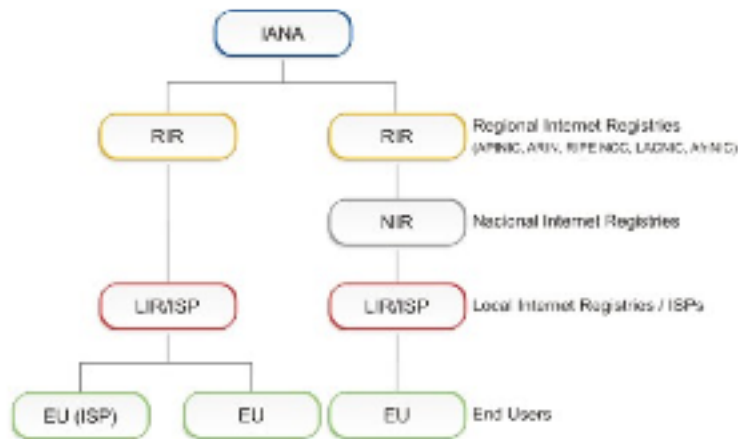 IANA
RIR
RIR
Regional Internet Registries
(APNIC, ARIN, RIPE NCC, LACNIC, AfriNIC)
NIR
Nacional Internet Registries
LIR/ISP
LIR/ISP
Local Internet Registries / ISPs
EU (ISP)
EU
EU
End Users